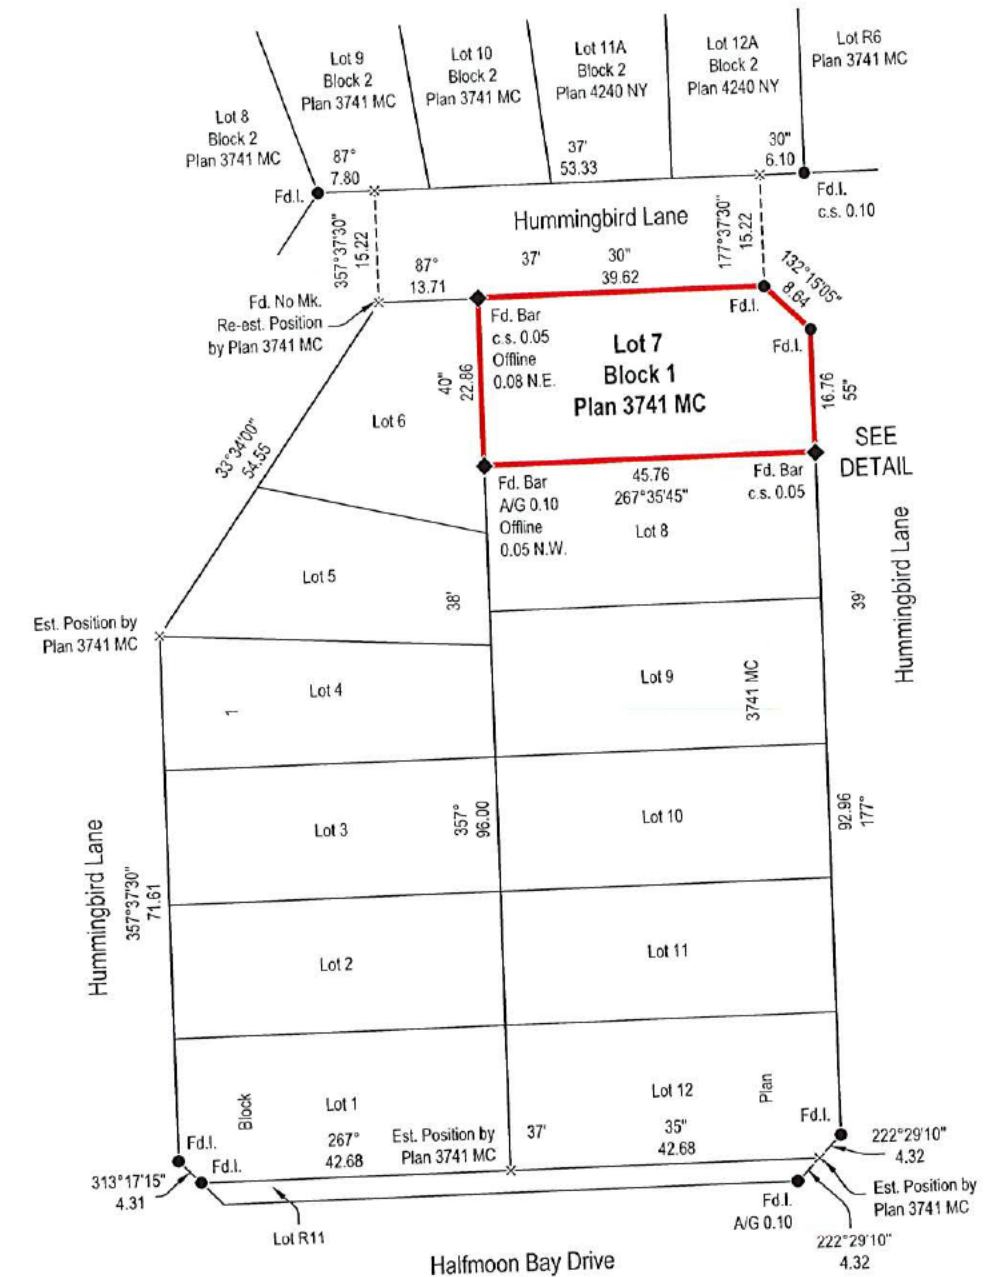 Lot 9
Block 2
Plan 3741 MC
Lot 10
Block 2
Plan 3741 MC
Lot 11A
Block 2
Plan 4240 NY
Lot 12A
Block 2
Plan 4240 NY
Lot R6
Plan 3741 MC
Lot 8
Block 2
Plan 3741 MC
87°
7.80
37'
53.33
30"
6.10
Fd.I.
Fd.I.
c.s. 0.10
Hummingbird Lane
357°37'30"
15.22
177°37'30"
15.22
132°15'05"
8.64
87°
13.71
37'
30"
39.62
Fd. No Mk.
Re-est. Position
by Plan 3741 MC
Fd. Bar
c.s. 0.05
Offline
0.08 N.E.
Fd.I.
Fd.I.
Lot 7
Block 1
Plan 3741 MC
40"
22.86
16.76
55"
Lot 6
SEE
DETAIL
33°34'00"
54.55
Fd. Bar
A/G 0.10
Offline
0.05 N.W.
45.76
267°35'45"
Fd. Bar
c.s. 0.05
Lot 8
Hummingbird Lane
Lot 5
38'
39'
Est. Position by
Plan 3741 MC
Lot 4
1
Lot 9
3741 MC
Lot 3
357°
96.00
Lot 10
92.96
177°
Hummingbird Lane
357°37'30"
71.61
Lot 2
Lot 11
Block
Lot 1
Lot 12
Plan
Fd.I.
Fd.I.
267°
42.68
Est. Position by
Plan 3741 MC
37'
35"
42.68
Fd.I.
222°29'10"
4.32
313°17'15"
4.31
Est. Position by
Plan 3741 MC
Fd.I.
A/G 0.10
Lot R11
222°29'10"
4.32
Halfmoon Bay Drive